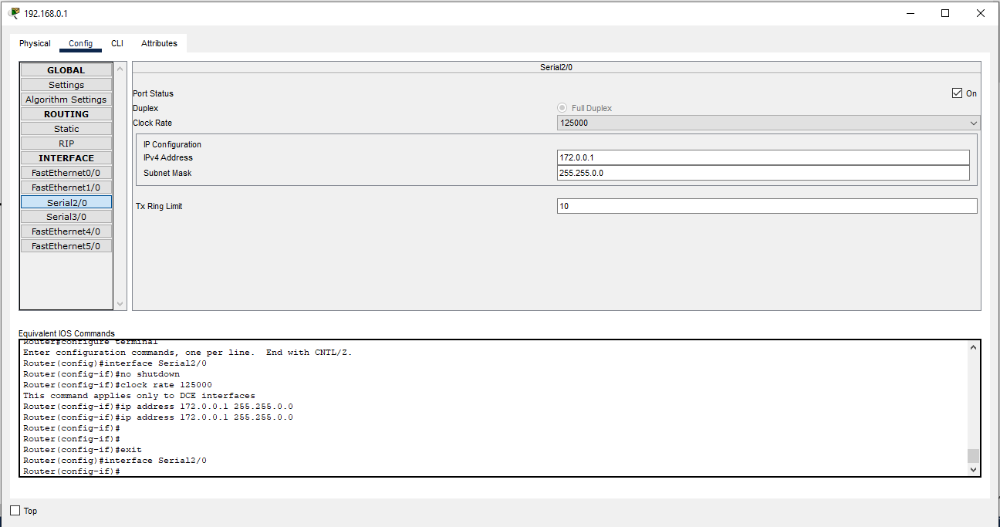 192.168.0.1
Physical Config CLI Attributes
GLOBAL
Settings
Algorithm Settings
ROUTING
Static
RIP
INTERFACE
FastEthernet0/0
FastEthernet1/0
Serial2/0
Serial3/0
FastEthernet4/0
FastEthernet5/0
Serial2/0
Port Status On
Duplex Full Duplex
Clock Rate 125000
IP Configuration
IPv4 Address 172.0.0.1
Subnet Mask 255.255.0.0
Tx Ring Limit 10
Equivalent IOS Commands
Router#configure terminal
Enter configuration commands, one per line.  End with CNTL/Z.
Router(config)#interface Serial2/0
Router(config-if)#no shutdown
Router(config-if)#clock rate 125000
This command applies only to DCE interfaces
Router(config-if)#ip address 172.0.0.1 255.255.0.0
Router(config-if)#ip address 172.0.0.1 255.255.0.0
Router(config-if)#
Router(config-if)#
Router(config-if)#exit
Router(config)#interface Serial2/0
Router(config-if)#
Top